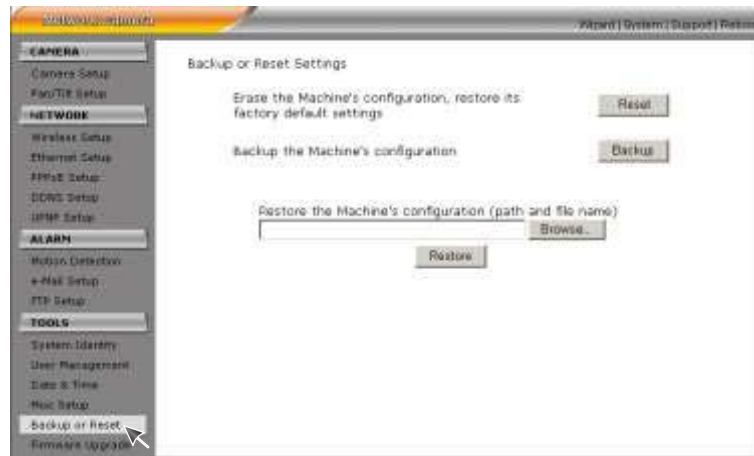 Wizard | System | Support |
CAMERA
Camera Setup
Pan/Tilt Setup
NETWORK
Wireless Setup
Ethernet Setup
PPPoE Setup
DDNS Setup
UPNP Setup
ALARM
Motion Detection
e-Mail Setup
FTP Setup
TOOLS
System Identity
User Management
Date & Time
Misc Setup
Backup or Reset
Firmware Upgrade
Backup or Reset Settings
Erase the Machine's configuration, restore its
factory default settings
Reset
Backup the Machine's configuration
Backup
Restore the Machine's configuration (path and file name)
Browse...
Restore